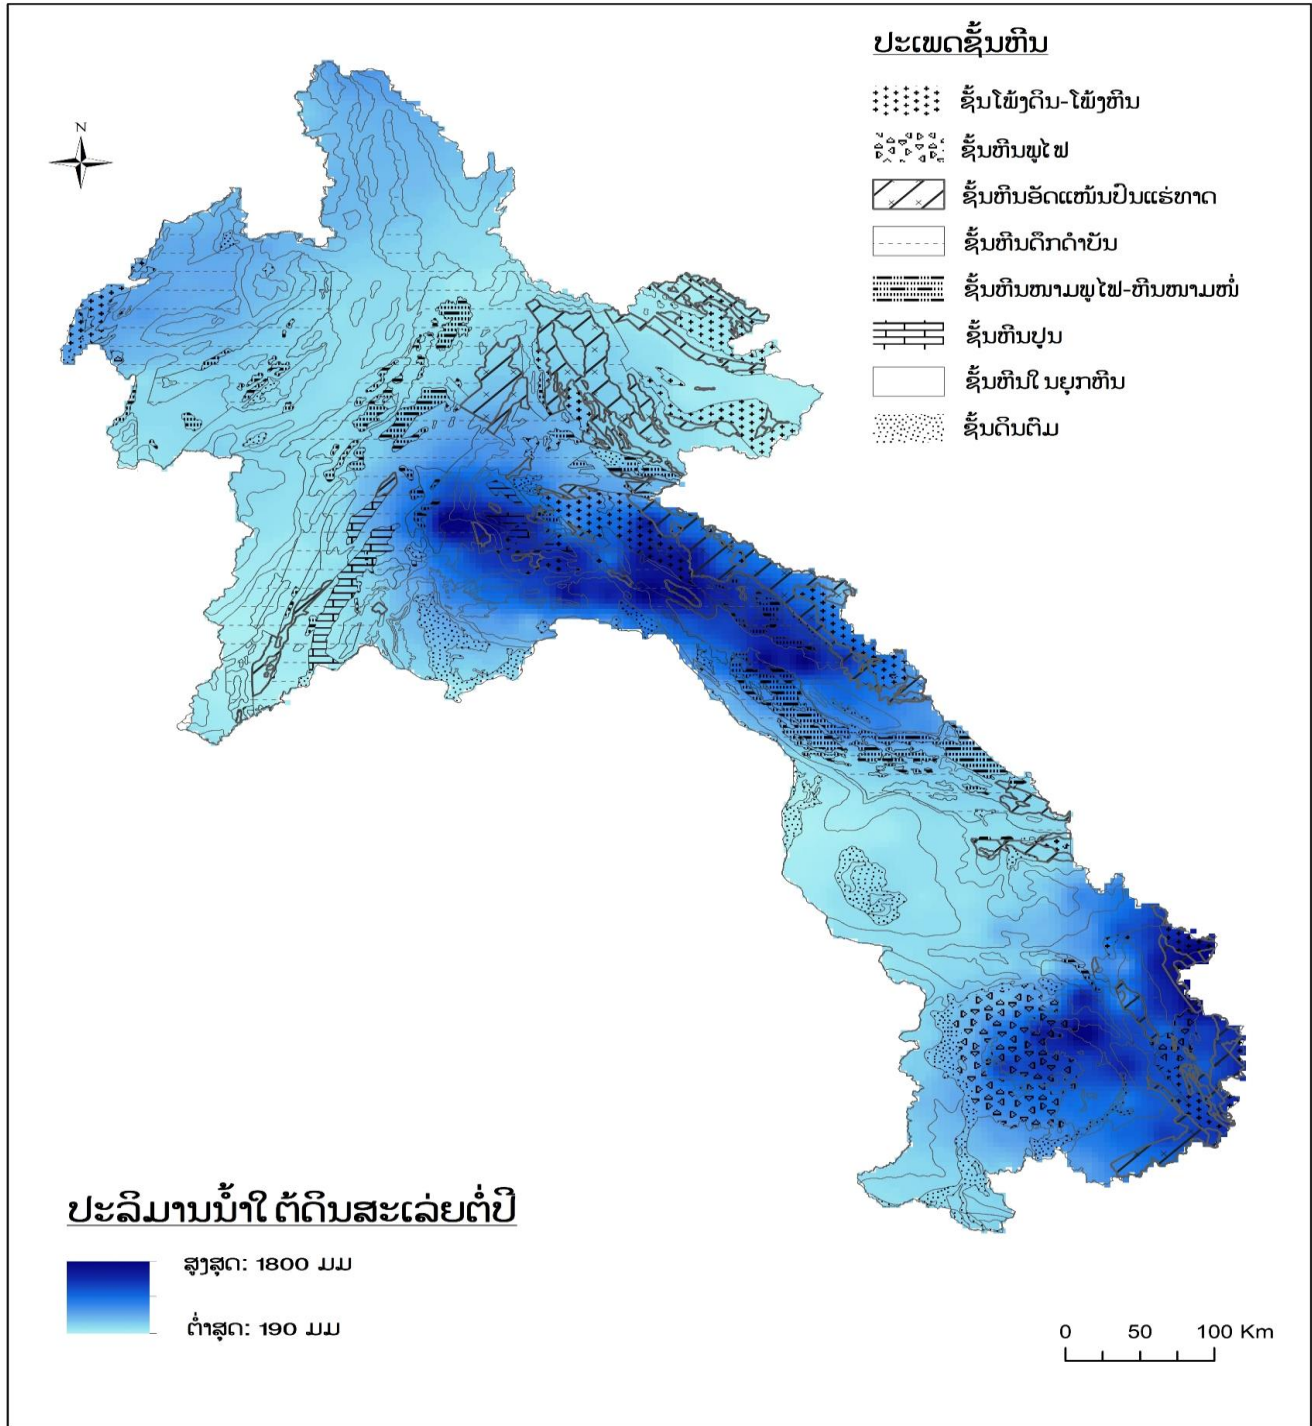 ປະເພດຊັ້ນຫີນ
N
ຊັ້ນໂພ້ງດິນ-ໂພ້ງຫີນ
ຊັ້ນຫີນພູໄຟ
ຊັ້ນຫີນອັດແໜ້ນປົນແຮ່ທາດ
ຊັ້ນຫີນດຶກດຳບັນ
ຊັ້ນຫີນໜາມພູໄຟ-ຫີນໜາມໜໍ່
ຊັ້ນຫີນປູນ
ຊັ້ນຫີນໃນຍຸກຫີນ
ຊັ້ນດິນຕົມ
ປະລິມານນ້ຳໃຕ້ດິນສະເລ່ຍຕໍ່ປີ
ສູງສຸດ: 1800 ມມ
ຕ່ຳສຸດ: 190 ມມ
0 50 100 Km